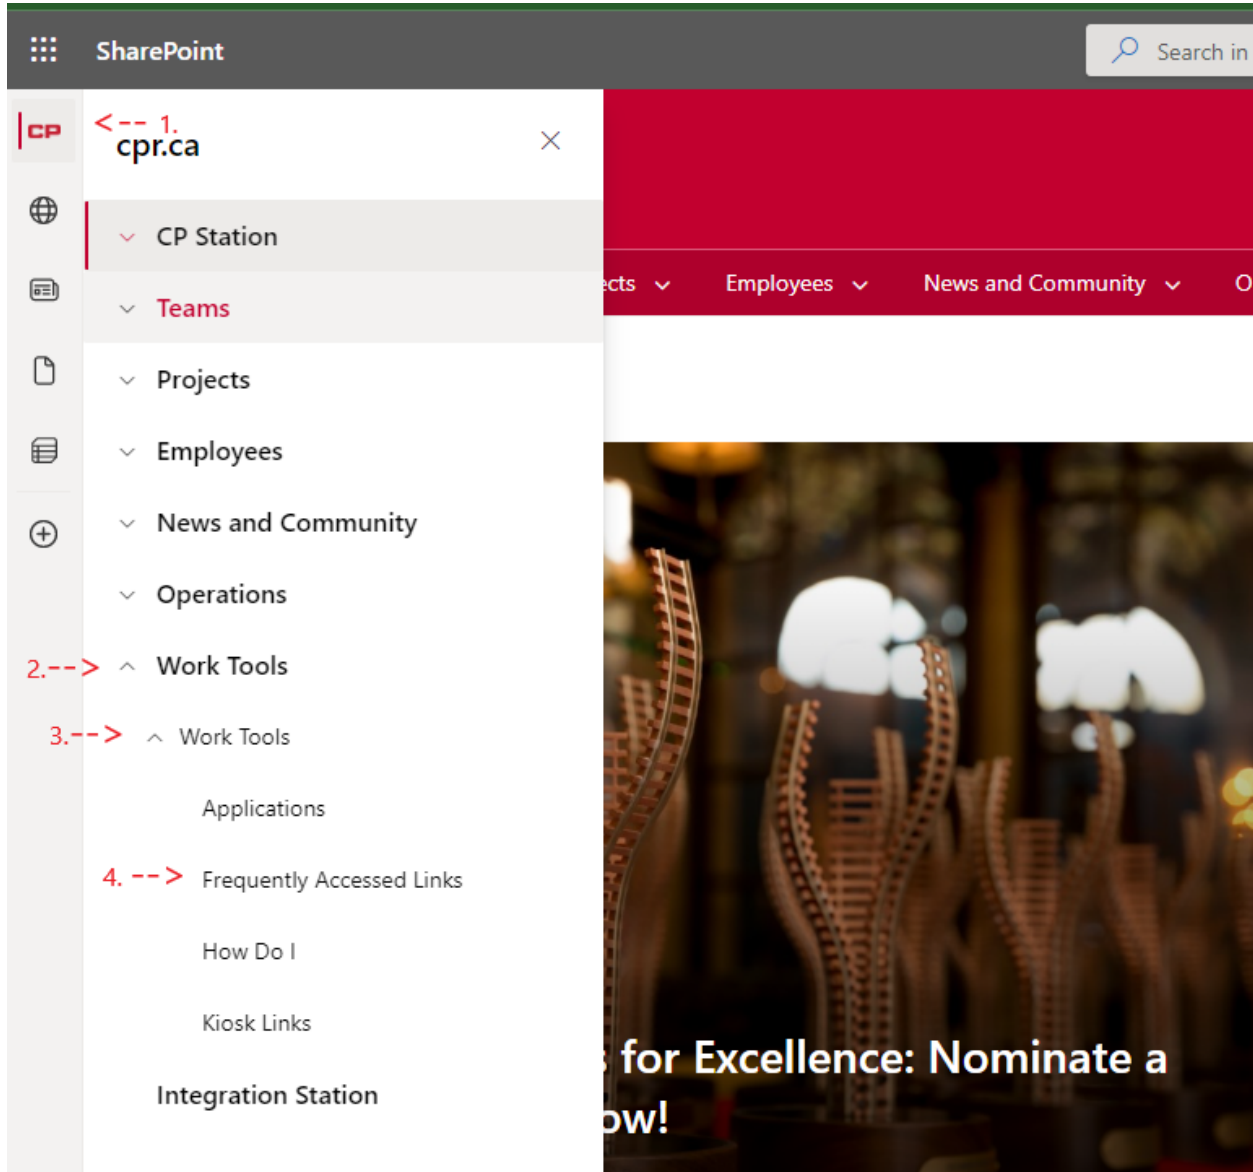 SharePoint
Search in
CP
<-- 1.
cpr.ca
CP Station
Teams
Projects
Employees
News and Community
Operations
2.--> Work Tools
3.--> Work Tools
Applications
4. --> Frequently Accessed Links
How Do I
Kiosk Links
Integration Station
ects Employees News and Community O
for Excellence: Nominate a
ow!